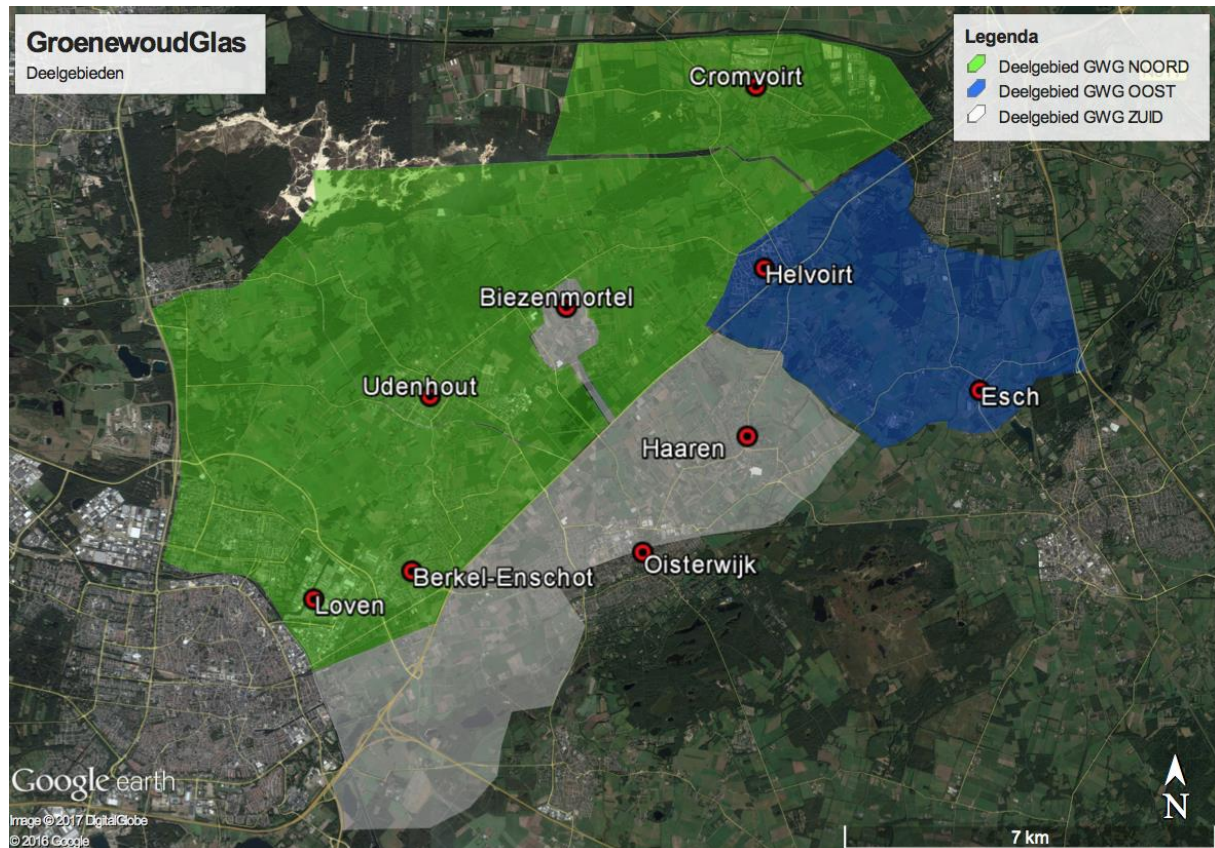 GroenewoudGlas
Deelgebieden
Legenda
Deelgebied GWG NOORD
Deelgebied GWG OOST
Deelgebied GWG ZUID
Cromvoirt
Helvoirt
Biezenmortel
Udenhout
Esch
Haaren
Oisterwijk
Berkel-Enschot
Loven
Google earth
Image © 2017 DigitalGlobe
© 2016 Google
N
7 km